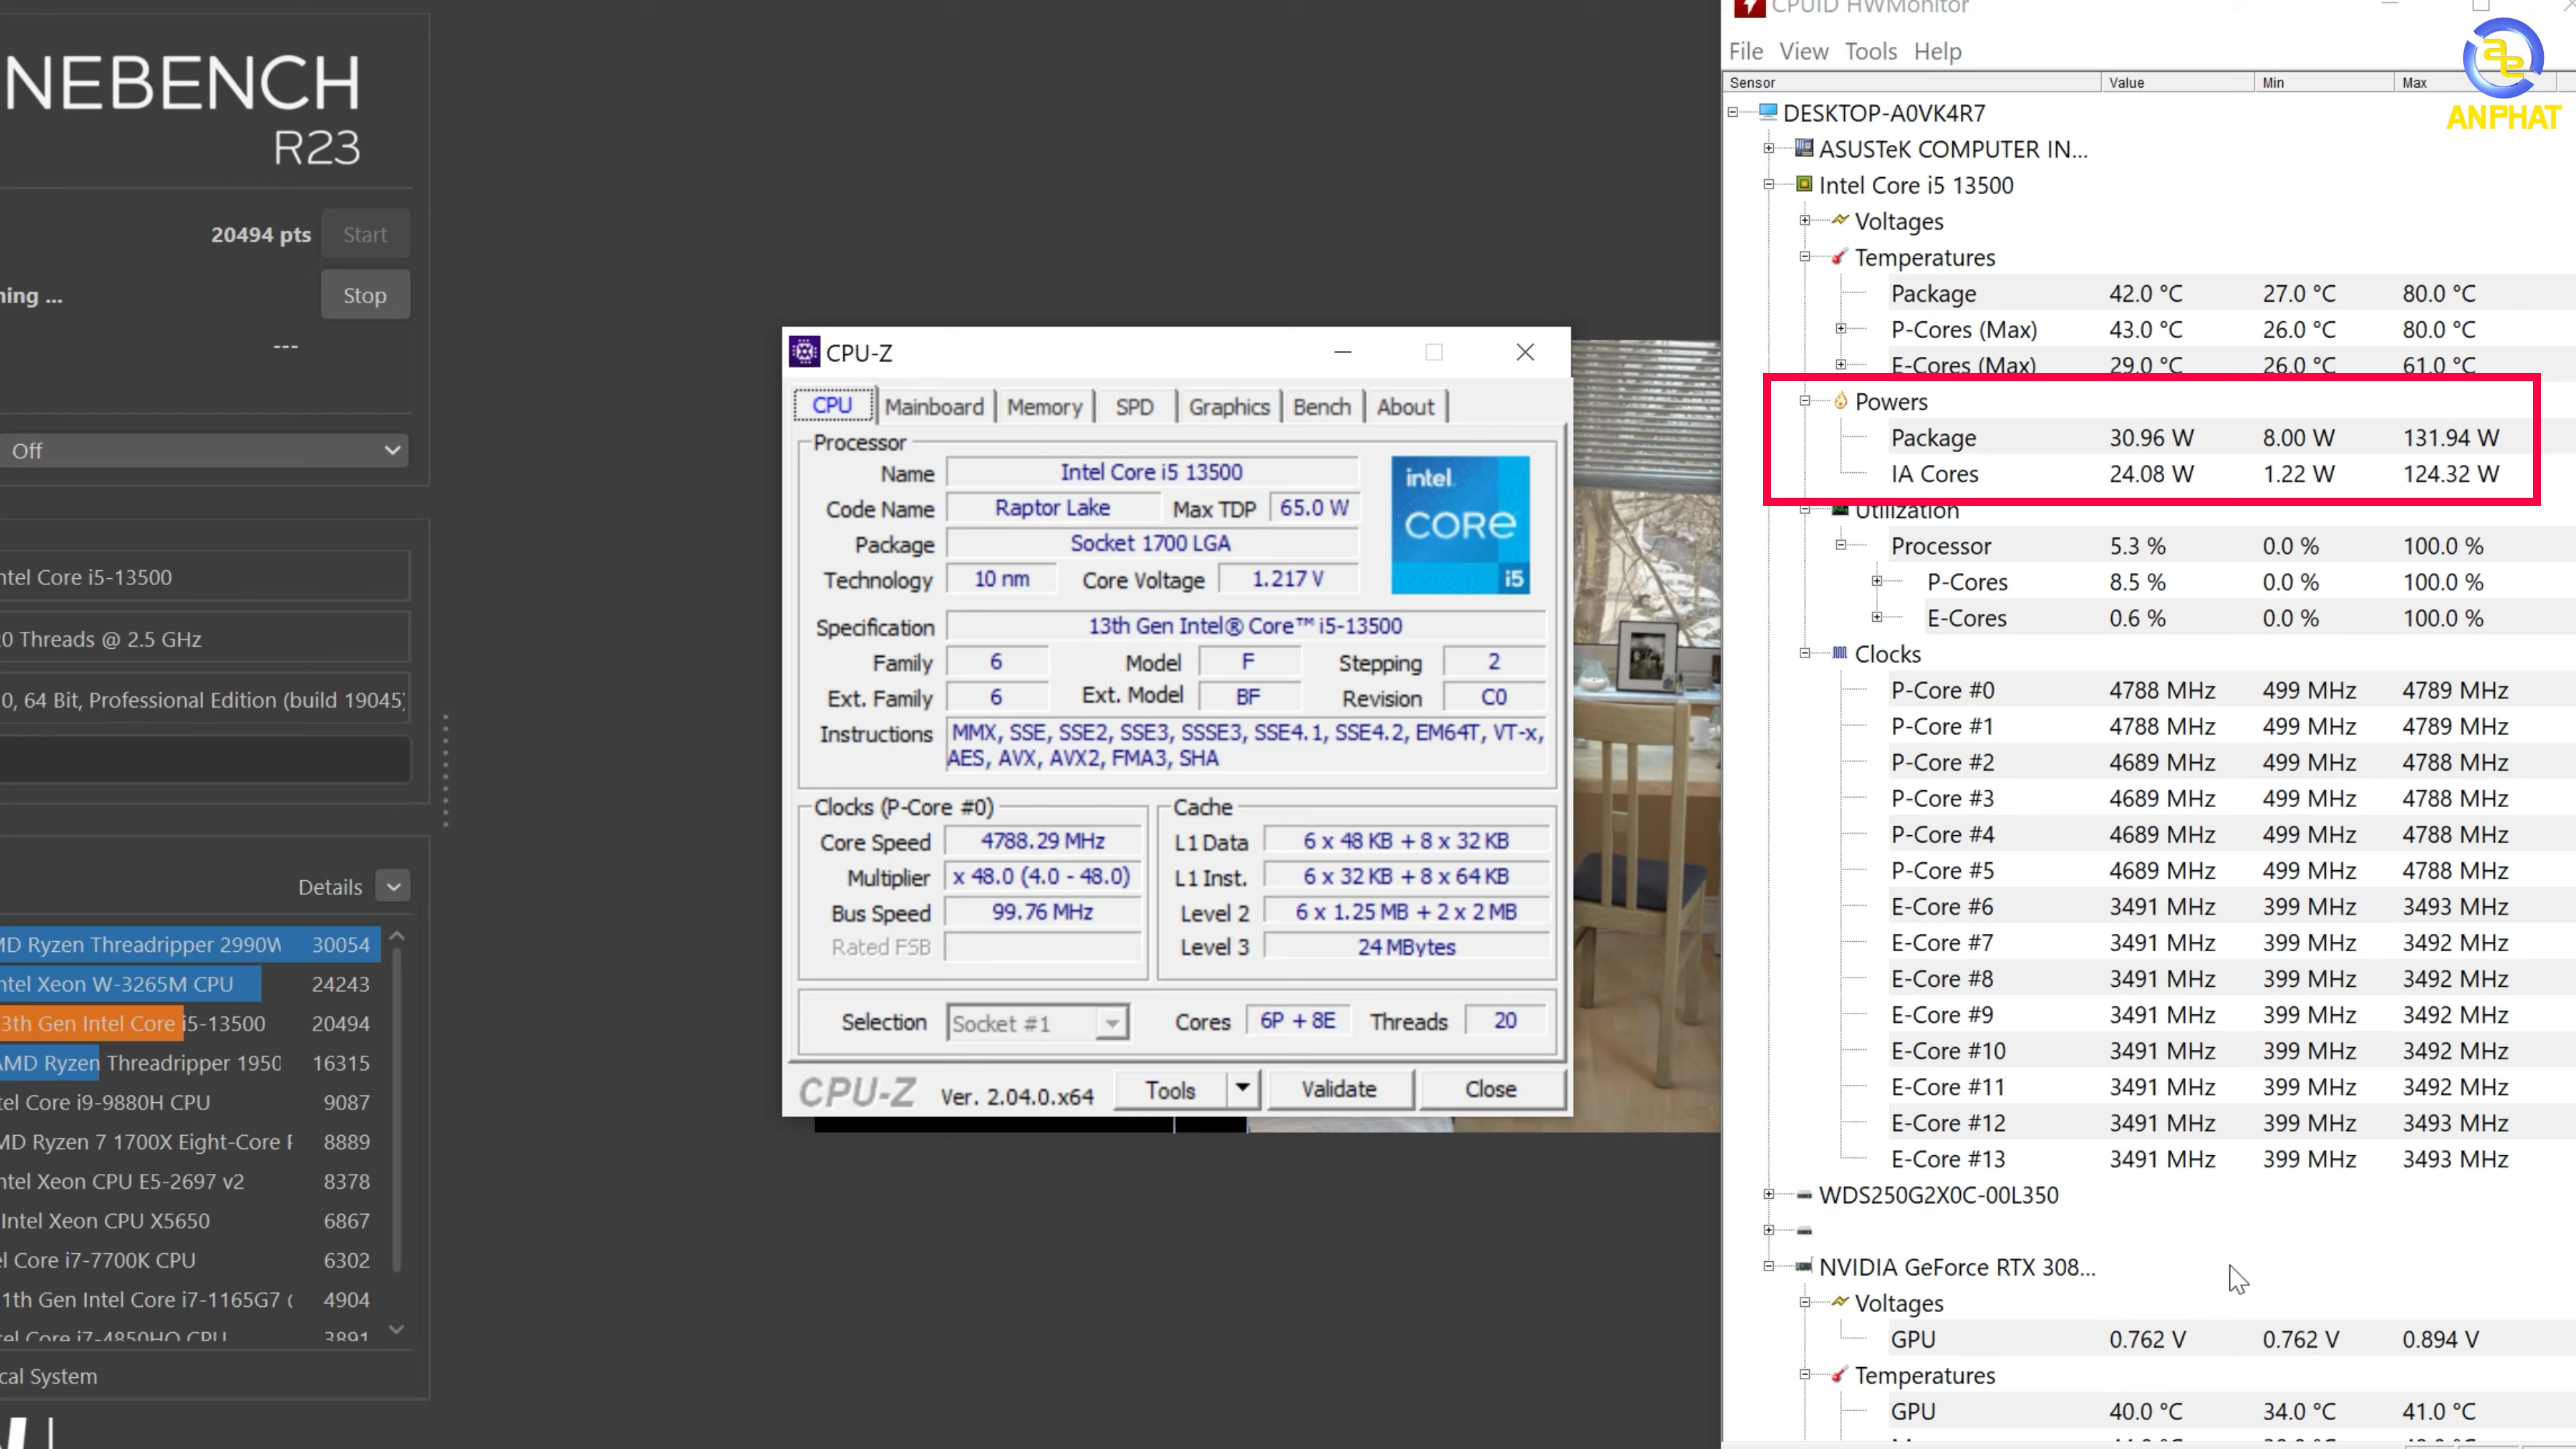 NEBENCH
R23
20494 pts Start
ning ... Stop
---
Off
ntel Core i5-13500
0 Threads @ 2.5 GHz
0, 64 Bit, Professional Edition (build 19045)
Details
MD Ryzen Threadripper 2990W 30054
ntel Xeon W-3265M CPU 24243
3th Gen Intel Core i5-13500 20494
AMD Ryzen Threadripper 1950 16315
tel Core i9-9880H CPU 9087
MD Ryzen 7 1700X Eight-Core 8889
ntel Xeon CPU E5-2697 v2 8378
Intel Xeon CPU X5650 6867
el Core i7-7700K CPU 6302
1th Gen Intel Core i7-1165G7 4904
tel Core i7-4850HQ CPU 3891
cal System
CPU-Z
CPU Mainboard Memory SPD Graphics Bench About
Processor
Name Intel Core i5 13500
Code Name Raptor Lake Max TDP 65.0 W
Package Socket 1700 LGA
Technology 10 nm Core Voltage 1.217 V
intel.
CORE
i5
Specification 13th Gen Intel® Core™ i5-13500
Family 6 Model F Stepping 2
Ext. Family 6 Ext. Model BF Revision C0
Instructions MMX, SSE, SSE2, SSE3, SSSE3, SSE4.1, SSE4.2, EM64T, VT-x,
AES, AVX, AVX2, FMA3, SHA
Clocks (P-Core #0)
Core Speed 4788.29 MHz
Multiplier x 48.0 (4.0 - 48.0)
Bus Speed 99.76 MHz
Rated FSB
Cache
L1 Data 6 x 48 KB + 8 x 32 KB
L1 Inst. 6 x 32 KB + 8 x 64 KB
Level 2 6 x 1.25 MB + 2 x 2 MB
Level 3 24 MBytes
Selection Socket #1 Cores 6P + 8E Threads 20
CPU-Z Ver. 2.04.0.x64 Tools Validate Close
CPUID HWMonitor
File View Tools Help
Sensor Value Min Max
ANPHAT
DESKTOP-A0VK4R7
ASUSTeK COMPUTER IN...
Intel Core i5 13500
Voltages
Temperatures
Package 42.0 °C 27.0 °C 80.0 °C
P-Cores (Max) 43.0 °C 26.0 °C 80.0 °C
E-Cores (Max) 29.0 °C 26.0 °C 61.0 °C
Powers
Package 30.96 W 8.00 W 131.94 W
IA Cores 24.08 W 1.22 W 124.32 W
Utilization
Processor 5.3 % 0.0 % 100.0 %
P-Cores 8.5 % 0.0 % 100.0 %
E-Cores 0.6 % 0.0 % 100.0 %
Clocks
P-Core #0 4788 MHz 499 MHz 4789 MHz
P-Core #1 4788 MHz 499 MHz 4789 MHz
P-Core #2 4689 MHz 499 MHz 4788 MHz
P-Core #3 4689 MHz 499 MHz 4788 MHz
P-Core #4 4689 MHz 499 MHz 4788 MHz
P-Core #5 4689 MHz 499 MHz 4788 MHz
E-Core #6 3491 MHz 399 MHz 3493 MHz
E-Core #7 3491 MHz 399 MHz 3492 MHz
E-Core #8 3491 MHz 399 MHz 3492 MHz
E-Core #9 3491 MHz 399 MHz 3492 MHz
E-Core #10 3491 MHz 399 MHz 3492 MHz
E-Core #11 3491 MHz 399 MHz 3492 MHz
E-Core #12 3491 MHz 399 MHz 3493 MHz
E-Core #13 3491 MHz 399 MHz 3493 MHz
WDS250G2X0C-00L350
NVIDIA GeForce RTX 308...
Voltages
GPU 0.762 V 0.762 V 0.894 V
Temperatures
GPU 40.0 °C 34.0 °C 41.0 °C